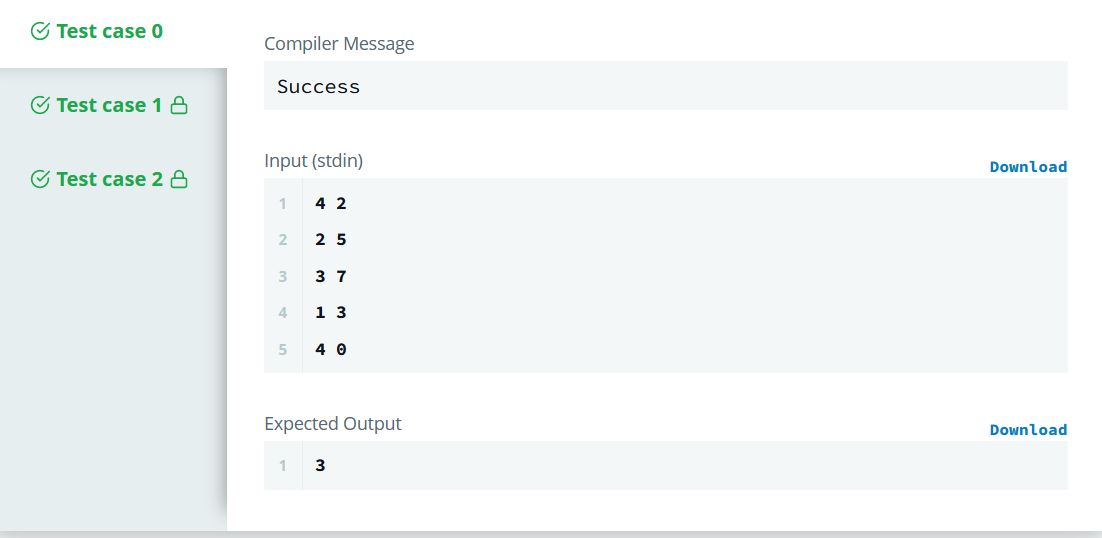 Test case 0
Test case 1
Test case 2
Compiler Message
Success
Input (stdin)
Download
1 4 2
2 2 5
3 3 7
4 1 3
5 4 0
Expected Output
Download
1 3